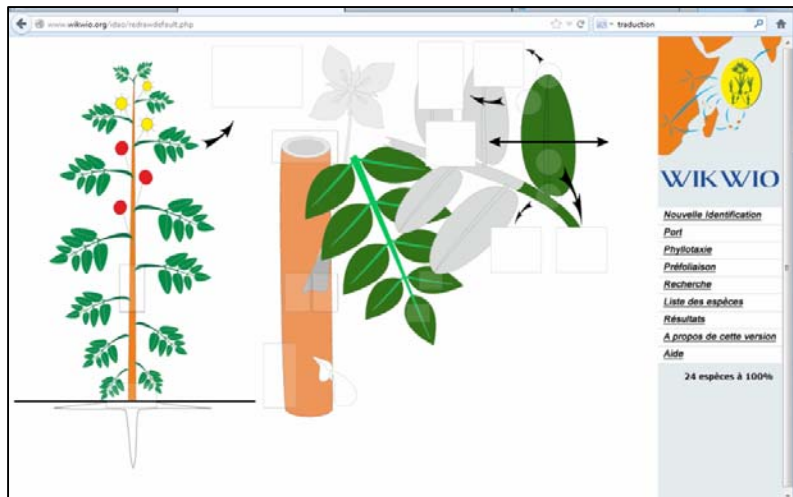 www.wikwio.org/idao/redrawdefault.php
traduction
WIKWIO
Nouvelle Identification
Port
Phyllotaxie
Préfoliaison
Recherche
Liste des espèces
Résultats
A propos de cette version
Aide
24 espèces à 100%